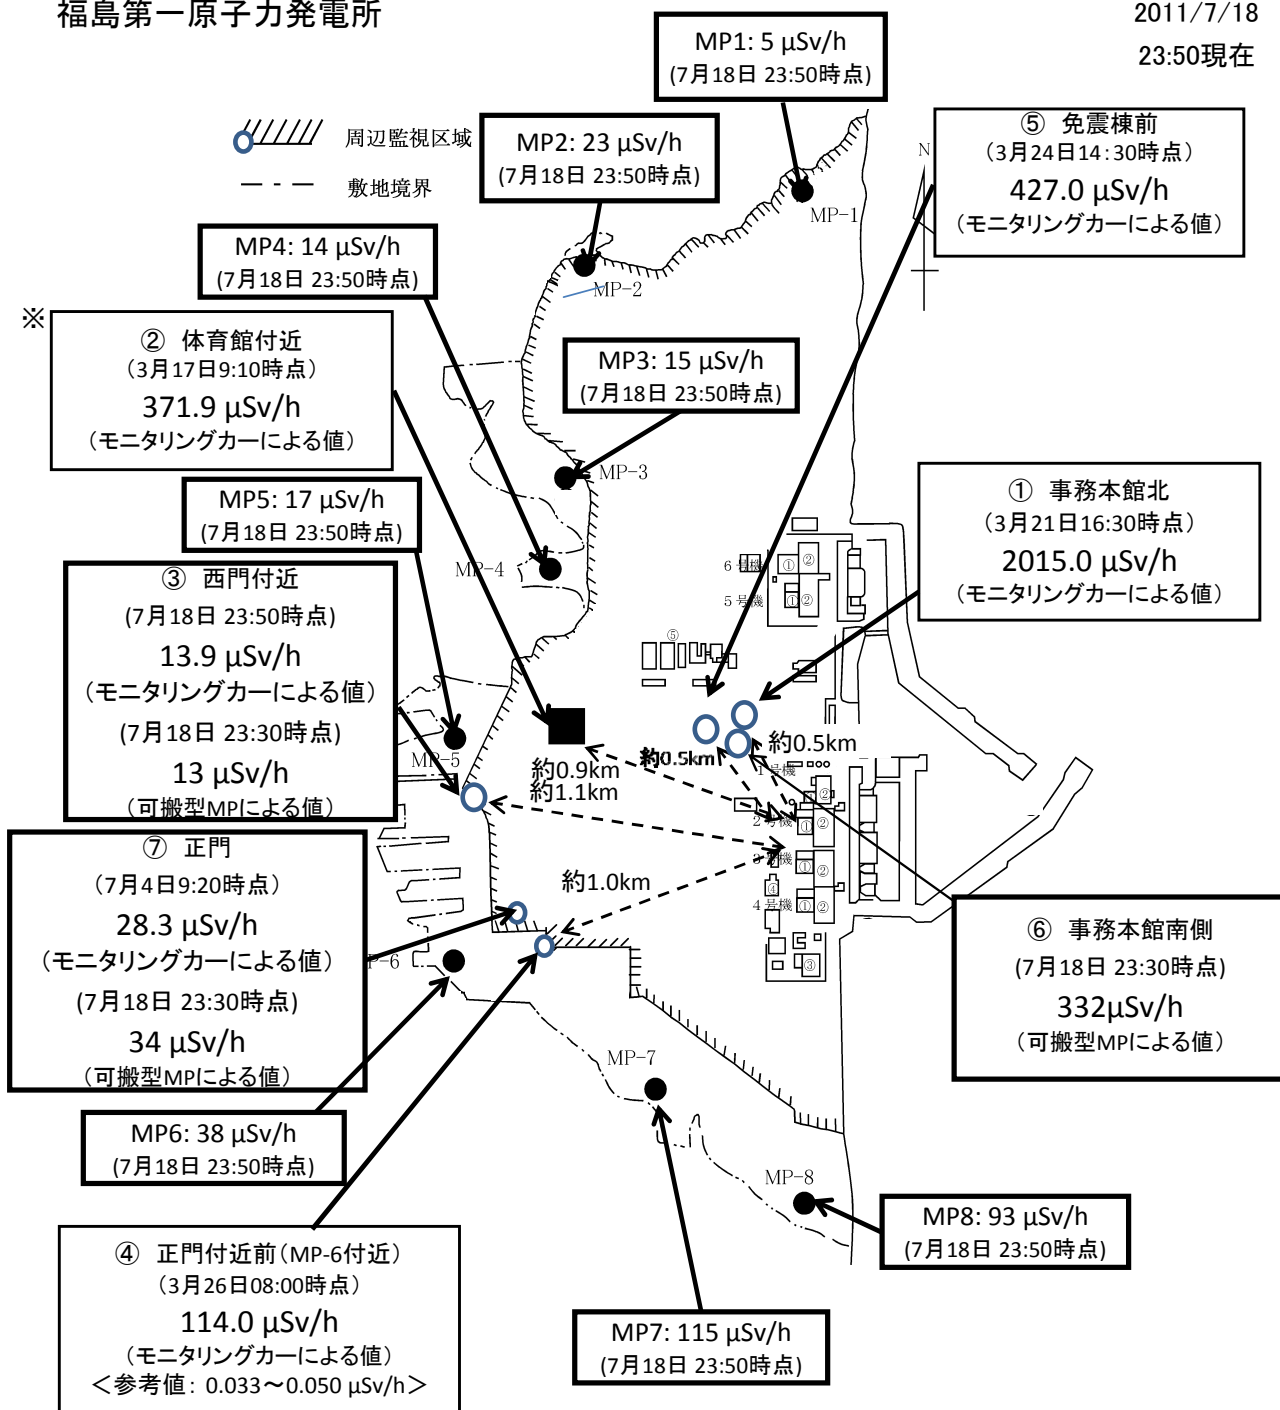 福島第一原子力発電所
2011/7/18
23:50現在
MP1: 5 μSv/h
(7月18日 23:50時点)
周辺監視区域
敷地境界
MP2: 23 μSv/h
(7月18日 23:50時点)
⑤ 免震棟前
(3月24日14:30時点)
427.0 μSv/h
(モニタリングカーによる値)
N
MP-1
MP4: 14 μSv/h
(7月18日 23:50時点)
MP-2
※
② 体育館付近
(3月17日9:10時点)
371.9 μSv/h
(モニタリングカーによる値)
MP3: 15 μSv/h
(7月18日 23:50時点)
MP-3
MP5: 17 μSv/h
(7月18日 23:50時点)
① 事務本館北
(3月21日16:30時点)
2015.0 μSv/h
(モニタリングカーによる値)
MP-4
6号機
① ②
5号機
① ②
③ 西門付近
(7月18日 23:50時点)
13.9 μSv/h
(モニタリングカーによる値)
(7月18日 23:30時点)
13 μSv/h
(可搬型MPによる値)
⑤
MP-5
約0.9km
約1.1km
約0.5km
約0.5km
1号機
②
2号機
① ②
3号機
① ②
④
4号機
① ②
③
約1.0km
⑦ 正門
(7月4日9:20時点)
28.3 μSv/h
(モニタリングカーによる値)
(7月18日 23:30時点)
34 μSv/h
(可搬型MPによる値)
P-6
⑥ 事務本館南側
(7月18日 23:30時点)
332μSv/h
(可搬型MPによる値)
MP-7
MP6: 38 μSv/h
(7月18日 23:50時点)
MP-8
MP8: 93 μSv/h
(7月18日 23:50時点)
④ 正門付近前(MP-6付近)
(3月26日08:00時点)
114.0 μSv/h
(モニタリングカーによる値)
＜参考値: 0.033～0.050 μSv/h＞
MP7: 115 μSv/h
(7月18日 23:50時点)